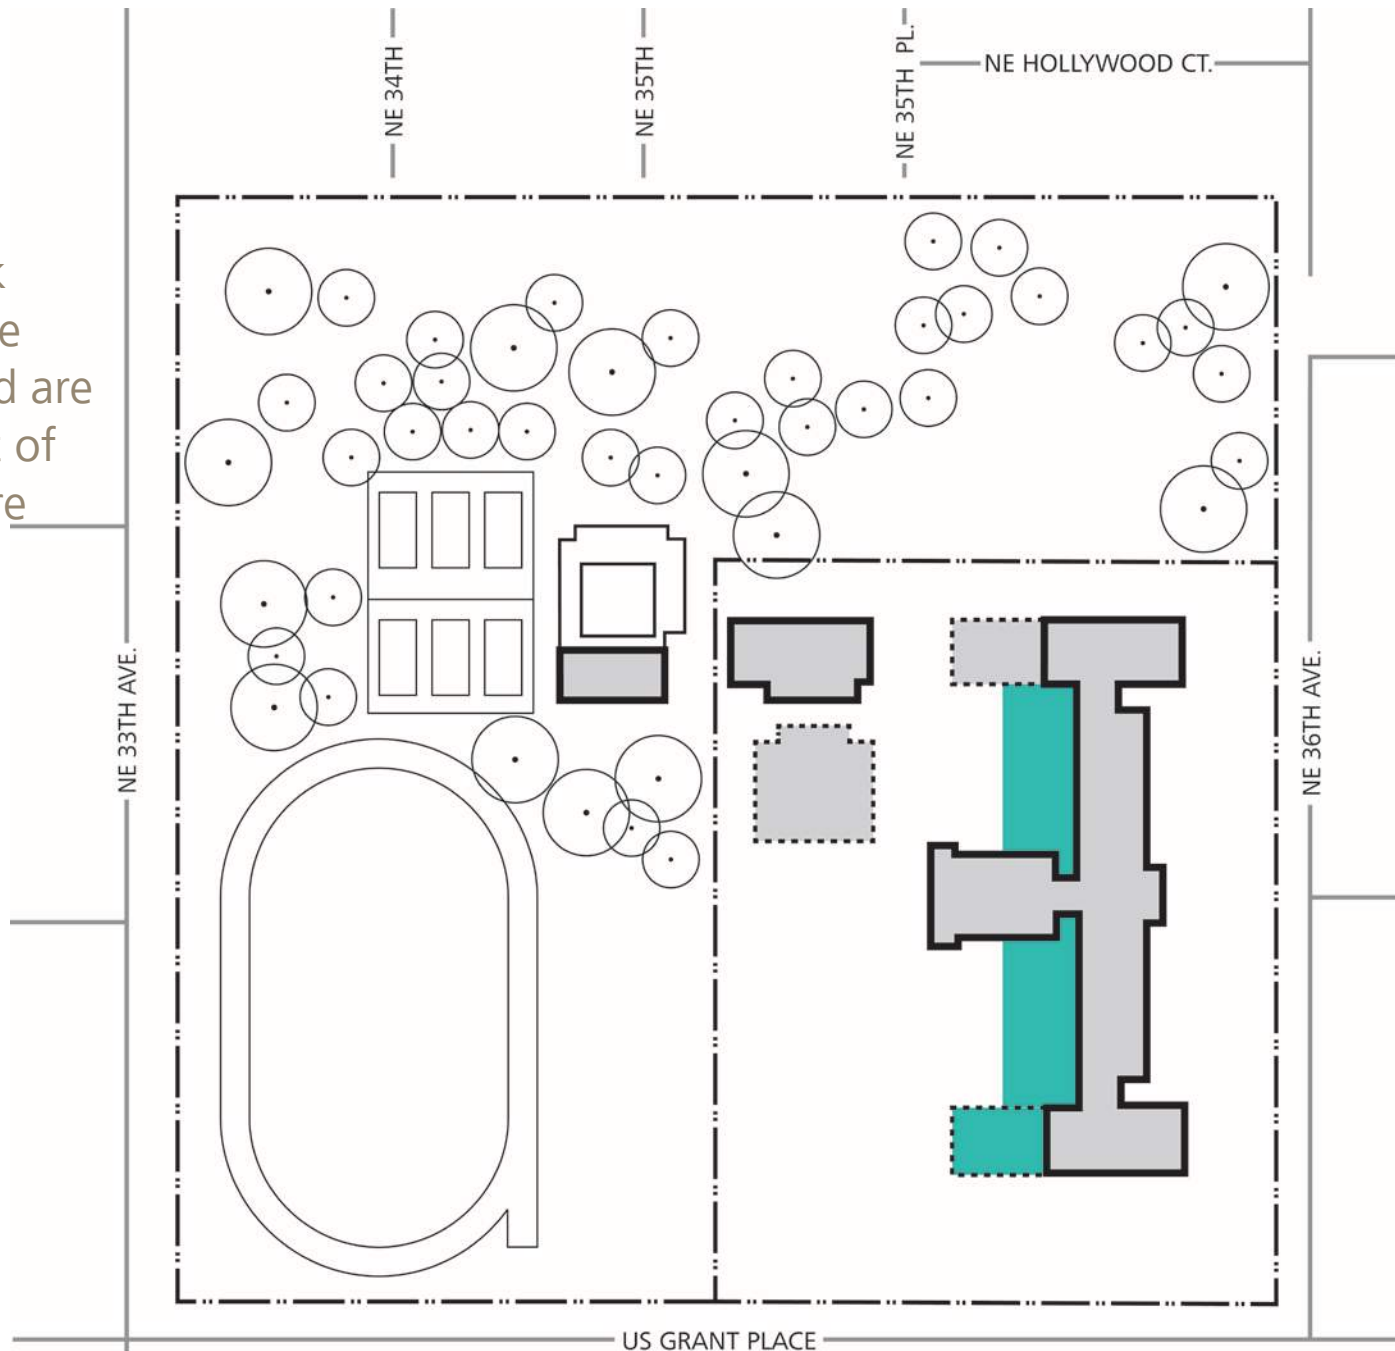 NE 34TH
NE 35TH
NE 35TH PL.
NE HOLLYWOOD CT.
e
d are
of
re
NE 33TH AVE.
NE 36TH AVE.
US GRANT PLACE